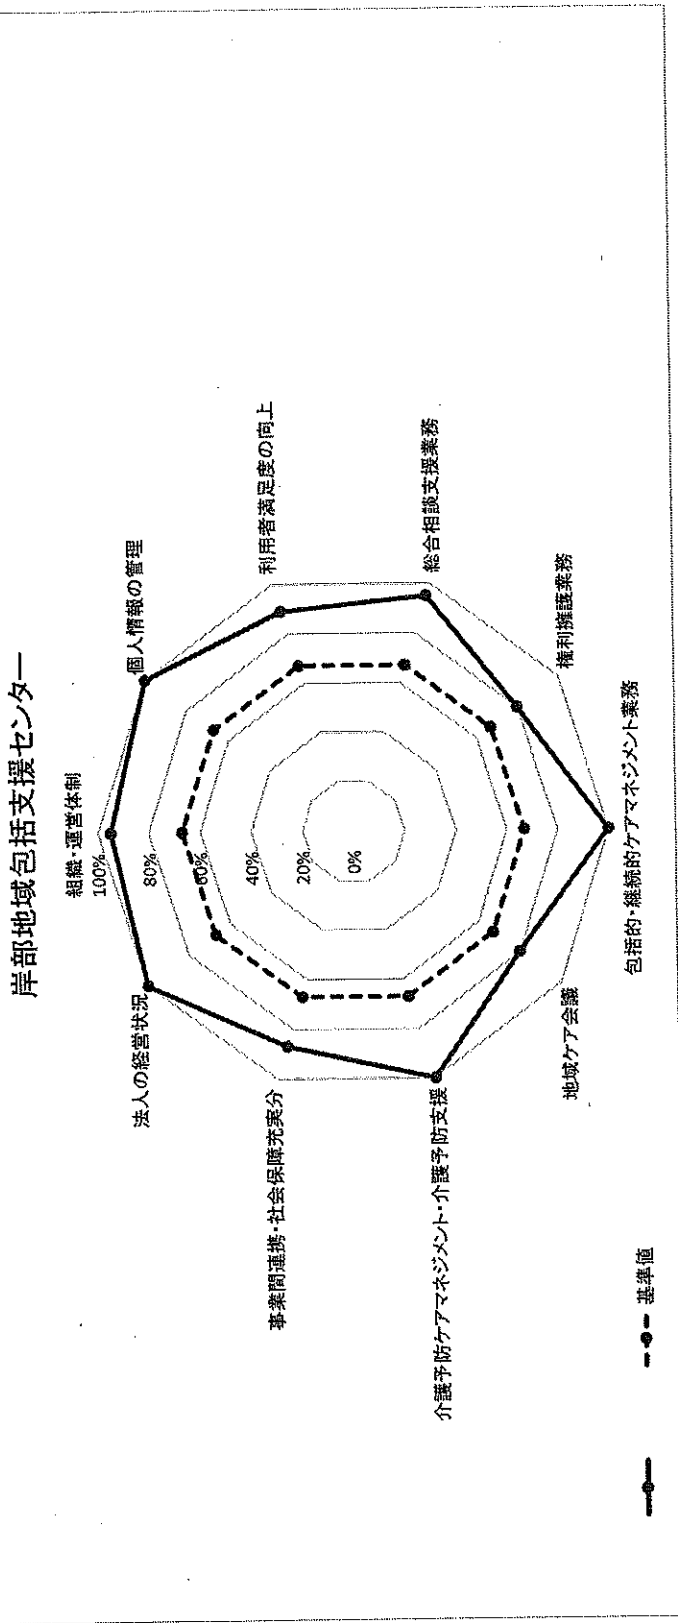 岸部地域包括支援センター
組織・運営体制
個人情報の管理
利用者満足度の向上
総合相談支援業務
権利擁護業務
包括的・継続的ケアマネジメント業務
地域ケア会議
介護予防ケアマネジメント・介護予防支援
事業間連携・社会保障充実分
法人の経営状況
100%
80%
60%
40%
20%
0%
基準値